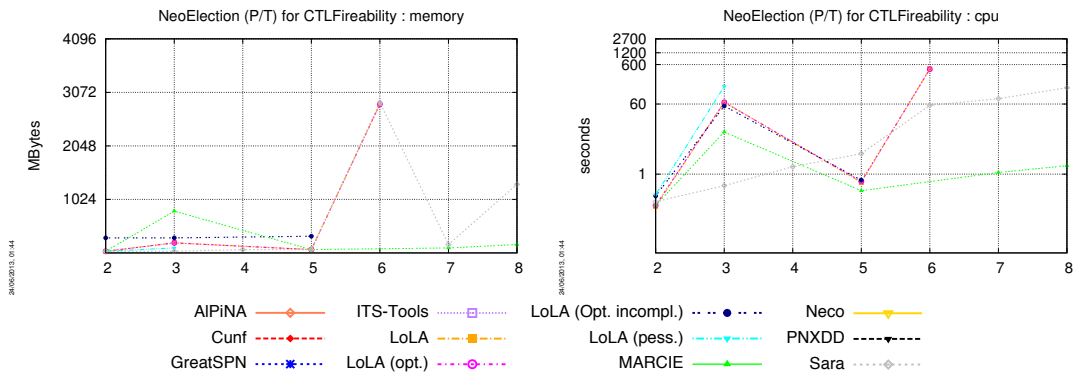 NeoElection (P/T) for CTLFireability : memory
4096
3072
2048
1024
MBytes
2 3 4 5 6 7 8
24/06/2013, 01:44
NeoElection (P/T) for CTLFireability : cpu
2700
1200
600
60
1
seconds
2 3 4 5 6 7 8
24/06/2013, 01:44
AlPiNA
Cunf
GreatSPN
ITS-Tools
LoLA
LoLA (opt.)
LoLA (Opt. incompl.)
LoLA (pess.)
MARCIE
Neco
PNXDD
Sara